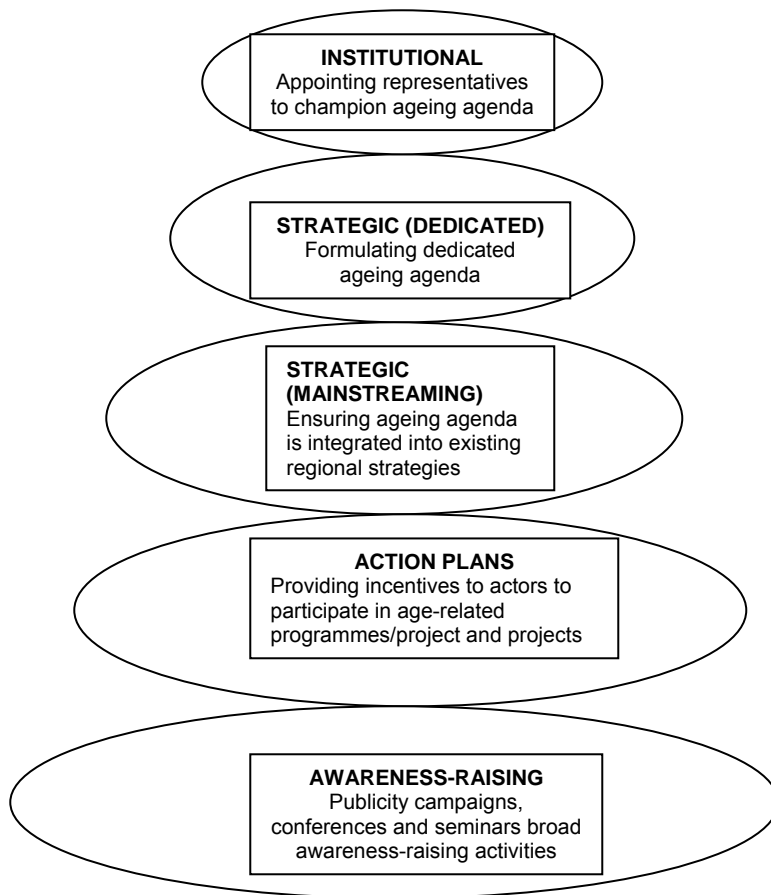 INSTITUTIONAL
Appointing representatives
to champion ageing agenda
STRATEGIC (DEDICATED)
Formulating dedicated
ageing agenda
STRATEGIC
(MAINSTREAMING)
Ensuring ageing agenda
is integrated into existing
regional strategies
ACTION PLANS
Providing incentives to actors to
participate in age-related
programmes/project and projects
AWARENESS-RAISING
Publicity campaigns,
conferences and seminars broad
awareness-raising activities